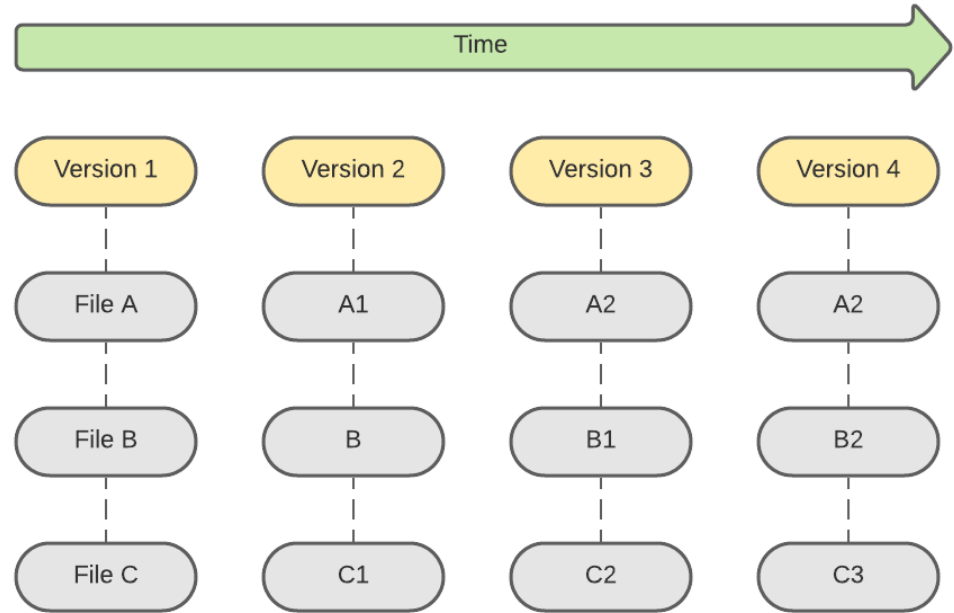 Time
Version 1
Version 2
Version 3
Version 4
File A
A1
A2
A2
File B
B
B1
B2
File C
C1
C2
C3